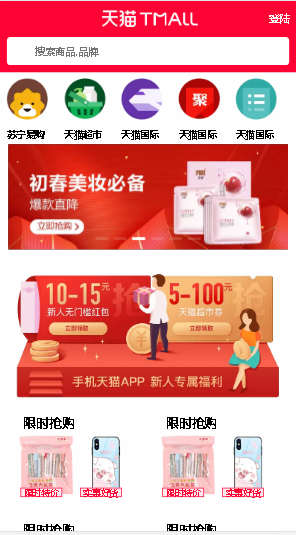 天猫 TMALL
登陆
搜索商品,品牌
苏宁易购 天猫超市 天猫国际 天猫国际 天猫国际
聚
初春美妆必备
爆款直降
立即抢购 >
10-15元 5-100元
抢 抢
新人无门槛红包 天猫超市券
立即领取 立即领取
手机天猫APP 新人专属福利
限时抢购 限时抢购
限时特价 实惠好货 限时特价 实惠好货
限时抢购 限时抢购